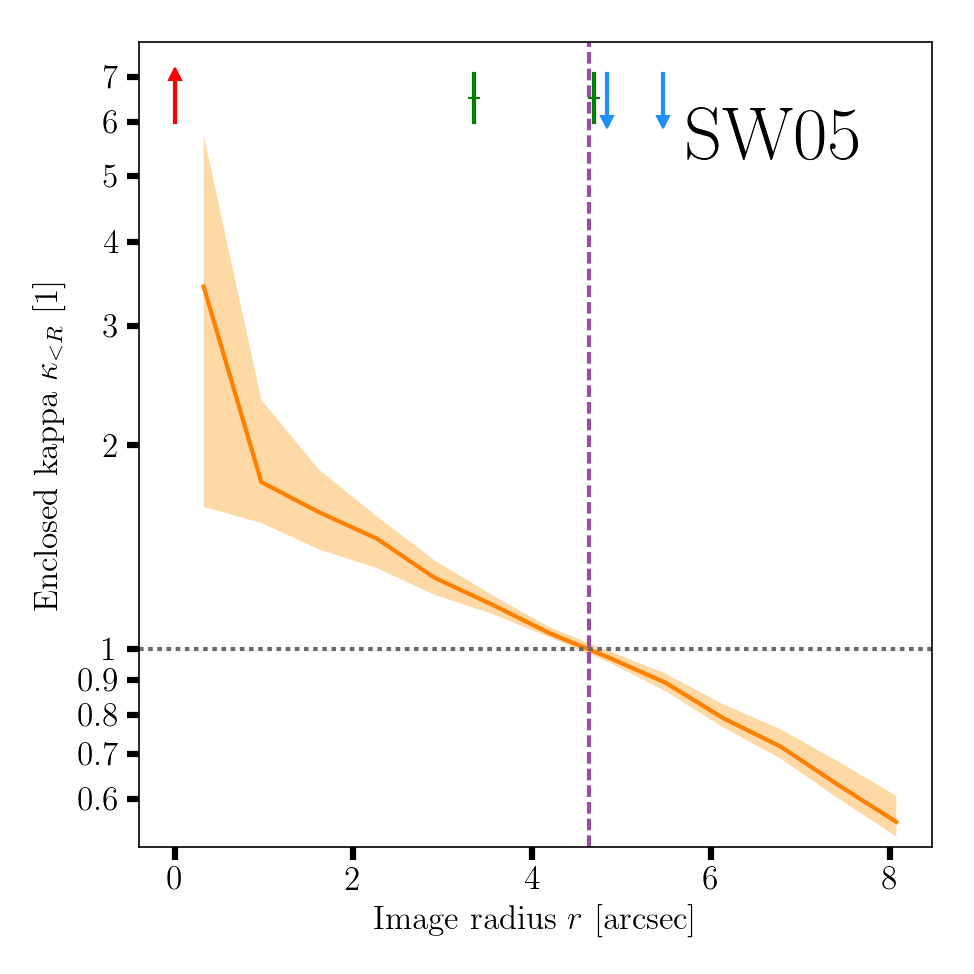 SW05
7
6
5
4
3
2
1
0.9
0.8
0.7
0.6
Enclosed kappa κ_{<R} [1]
0 2 4 6 8
Image radius r [arcsec]